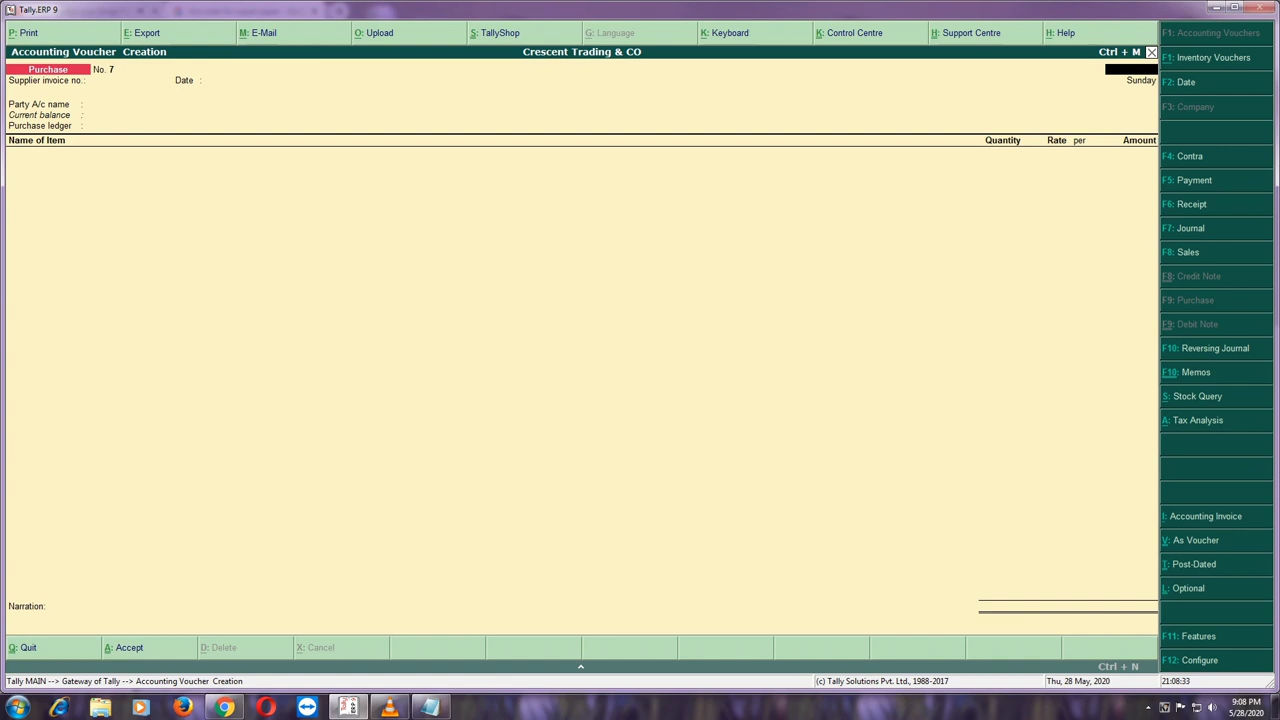 Tally.ERP 9
P: Print E: Export M: E-Mail O: Upload S: TallyShop G: Language K: Keyboard K: Control Centre H: Support Centre H: Help
F1: Accounting Vouchers
Accounting Voucher Creation Crescent Trading & CO Ctrl + M
F1: Inventory Vouchers
Purchase No. 7
Supplier invoice no.: Date : Sunday
F2: Date
Party A/c name :
F3: Company
Current balance :
Purchase ledger :
Name of Item Quantity Rate per Amount
F4: Contra
F5: Payment
F6: Receipt
F7: Journal
F8: Sales
F8: Credit Note
F9: Purchase
F9: Debit Note
F10: Reversing Journal
F10: Memos
S: Stock Query
A: Tax Analysis
I: Accounting Invoice
V: As Voucher
T: Post-Dated
L: Optional
Narration:
F11: Features
Q: Quit A: Accept D: Delete X: Cancel
F12: Configure
Ctrl + N
Tally MAIN --> Gateway of Tally --> Accounting Voucher Creation (c) Tally Solutions Pvt. Ltd., 1988-2017 Thu, 28 May, 2020 21:08:33
9:08 PM
5/28/2020